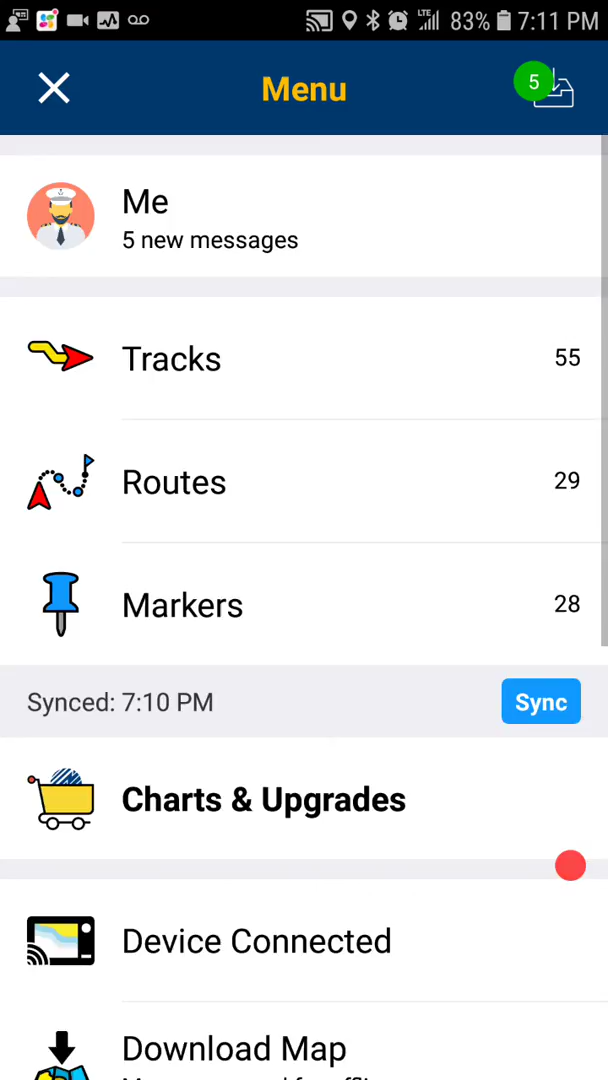 LTE 83% 7:11 PM
Menu
5
Me
5 new messages
Tracks 55
Routes 29
Markers 28
Synced: 7:10 PM Sync
Charts & Upgrades
Device Connected
Download Map